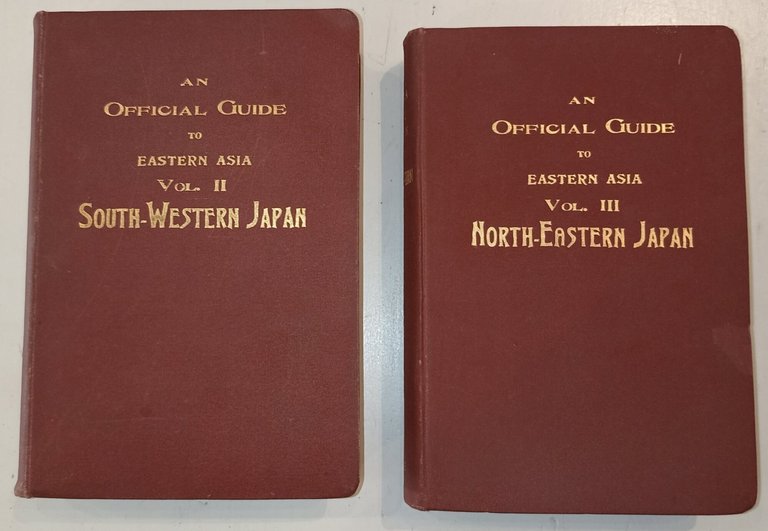 AN
OFFICIAL GUIDE
TO
EASTERN ASIA
VOL. II
SOUTH-WESTERN JAPAN
AN
OFFICIAL GUIDE
TO
EASTERN ASIA
VOL. III
NORTH-EASTERN JAPAN